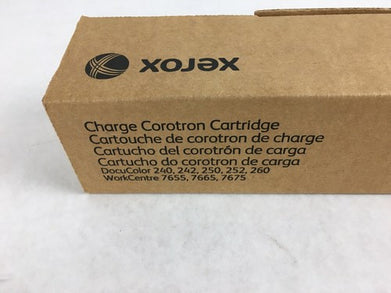 xerox
Charge Corotron Cartridge
Cartouche de corotron de charge
Cartucho del corotrón de carga
Cartucho do corotron de carga
DocuColor 240, 242, 250, 252, 260
WorkCentre 7655, 7665, 7675